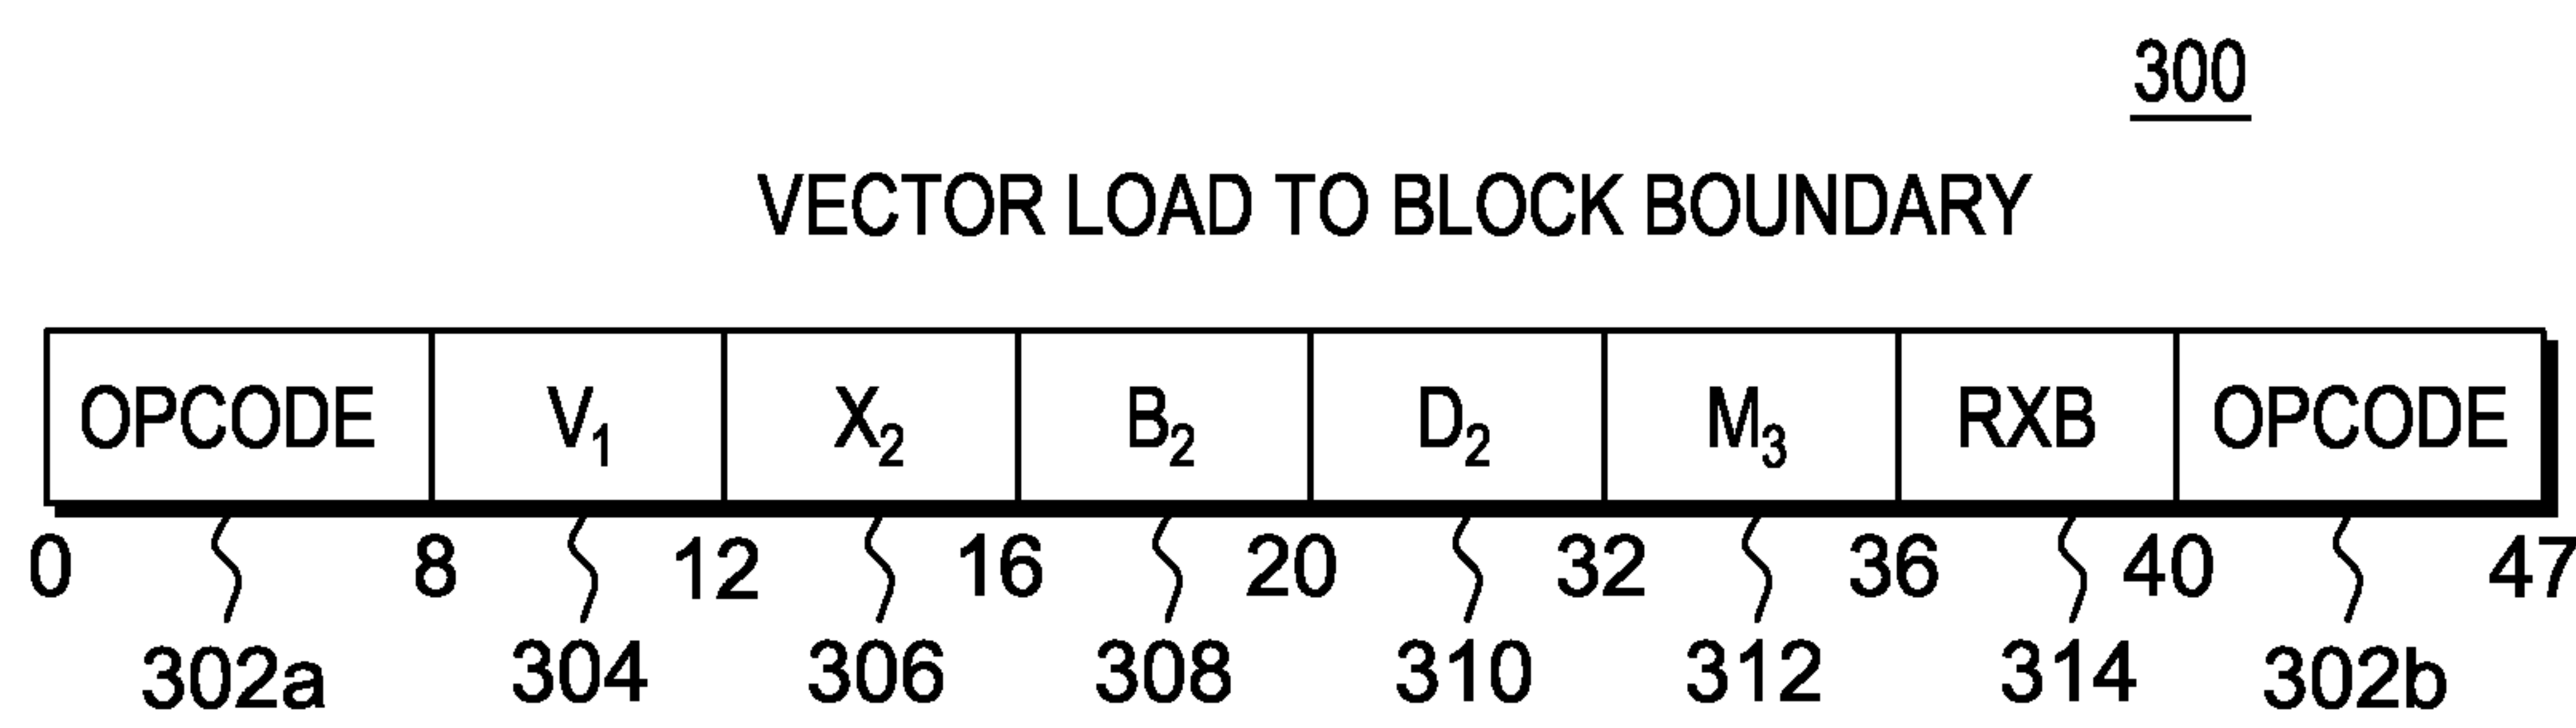 300
VECTOR LOAD TO BLOCK BOUNDARY
OPCODE V₁ X₂ B₂ D₂ M₃ RXB OPCODE
0 8 12 16 20 32 36 40 47
302a 304 306 308 310 312 314 302b